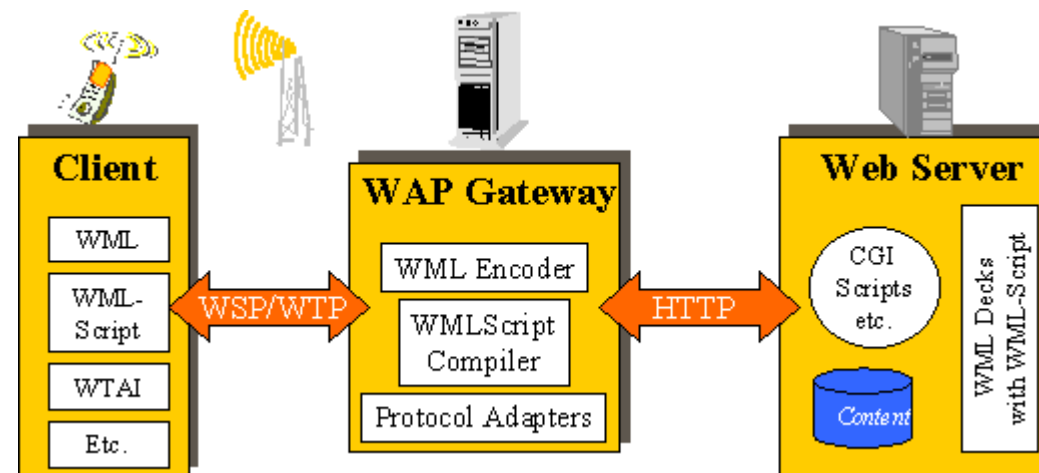 Client
WML
WML-
Script
WTAI
Etc.
WSP/WTP
WAP Gateway
WML Encoder
WMLScript
Compiler
Protocol Adapters
HTTP
Web Server
CGI
Scripts
etc.
Content
WML Decks
with WML-Script